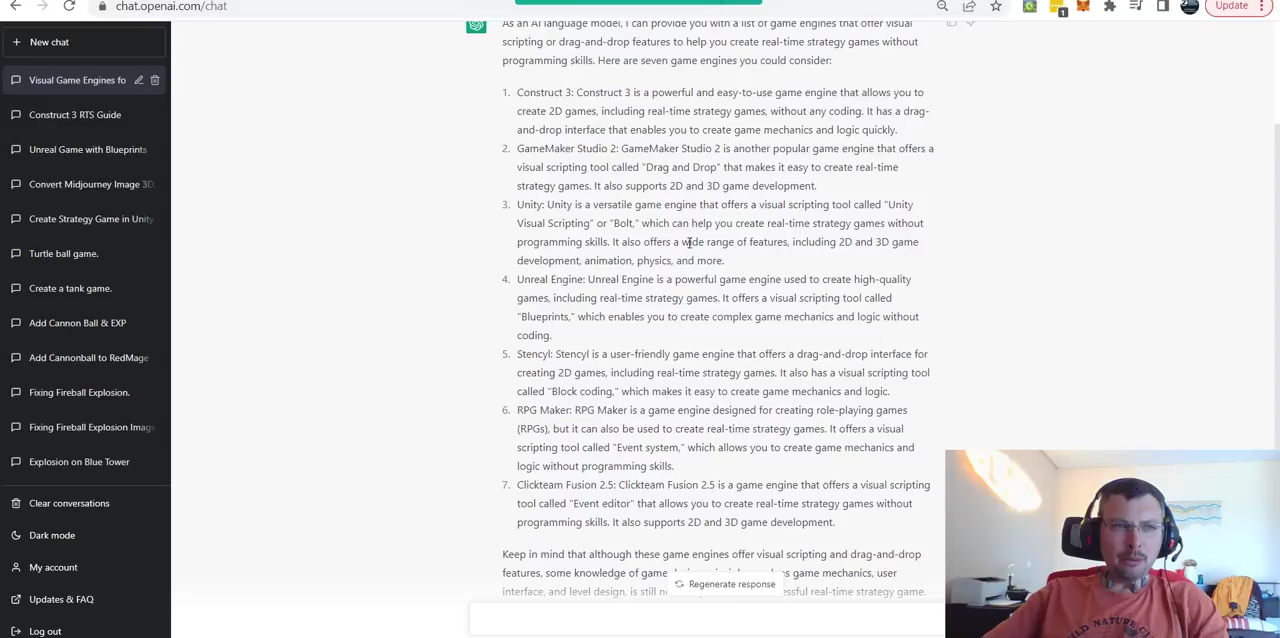 chat.openai.com/chat
Update
1
New chat
Visual Game Engines fo
Construct 3 RTS Guide
Unreal Game with Blueprints
Convert Midjourney Image 3D
Create Strategy Game in Unity
Turtle ball game.
Create a tank game.
Add Cannon Ball & EXP
Add Cannonball to RedMage
Fixing Fireball Explosion.
Fixing Fireball Explosion Imag
Explosion on Blue Tower
Clear conversations
Dark mode
My account
Updates & FAQ
Log out
As an AI language model, I can provide you with a list of game engines that offer visual
scripting or drag-and-drop features to help you create real-time strategy games without
programming skills. Here are seven game engines you could consider:
1. Construct 3: Construct 3 is a powerful and easy-to-use game engine that allows you to
create 2D games, including real-time strategy games, without any coding. It has a drag-
and-drop interface that enables you to create game mechanics and logic quickly.
2. GameMaker Studio 2: GameMaker Studio 2 is another popular game engine that offers a
visual scripting tool called "Drag and Drop" that makes it easy to create real-time
strategy games. It also supports 2D and 3D game development.
3. Unity: Unity is a versatile game engine that offers a visual scripting tool called "Unity
Visual Scripting" or "Bolt," which can help you create real-time strategy games without
programming skills. It also offers a wide range of features, including 2D and 3D game
development, animation, physics, and more.
4. Unreal Engine: Unreal Engine is a powerful game engine used to create high-quality
games, including real-time strategy games. It offers a visual scripting tool called
"Blueprints," which enables you to create complex game mechanics and logic without
coding.
5. Stencyl: Stencyl is a user-friendly game engine that offers a drag-and-drop interface for
creating 2D games, including real-time strategy games. It also has a visual scripting tool
called "Block coding," which makes it easy to create game mechanics and logic.
6. RPG Maker: RPG Maker is a game engine designed for creating role-playing games
(RPGs), but it can also be used to create real-time strategy games. It offers a visual
scripting tool called "Event system," which allows you to create game mechanics and
logic without programming skills.
7. Clickteam Fusion 2.5: Clickteam Fusion 2.5 is a game engine that offers a visual scripting
tool called "Event editor" that allows you to create real-time strategy games without
programming skills. It also supports 2D and 3D game development.
Keep in mind that although these game engines offer visual scripting and drag-and-drop
features, some knowledge of game s game mechanics, user
interface, and level design, is still essful real-time strategy game.
Regenerate response
WILD NATURE